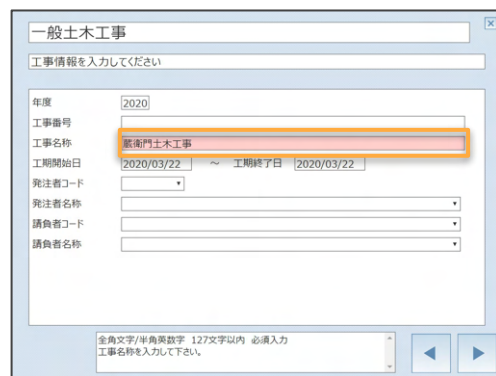 一般土木工事
工事情報を入力してください
年度 2020
工事番号
工事名称 蔵衛門土木工事
工期開始日 2020/03/22 ～ 工期終了日 2020/03/22
発注者コード
発注者名称
請負者コード
請負者名称
全角文字/半角英数字 127文字以内 必須入力
工事名称を入力して下さい。